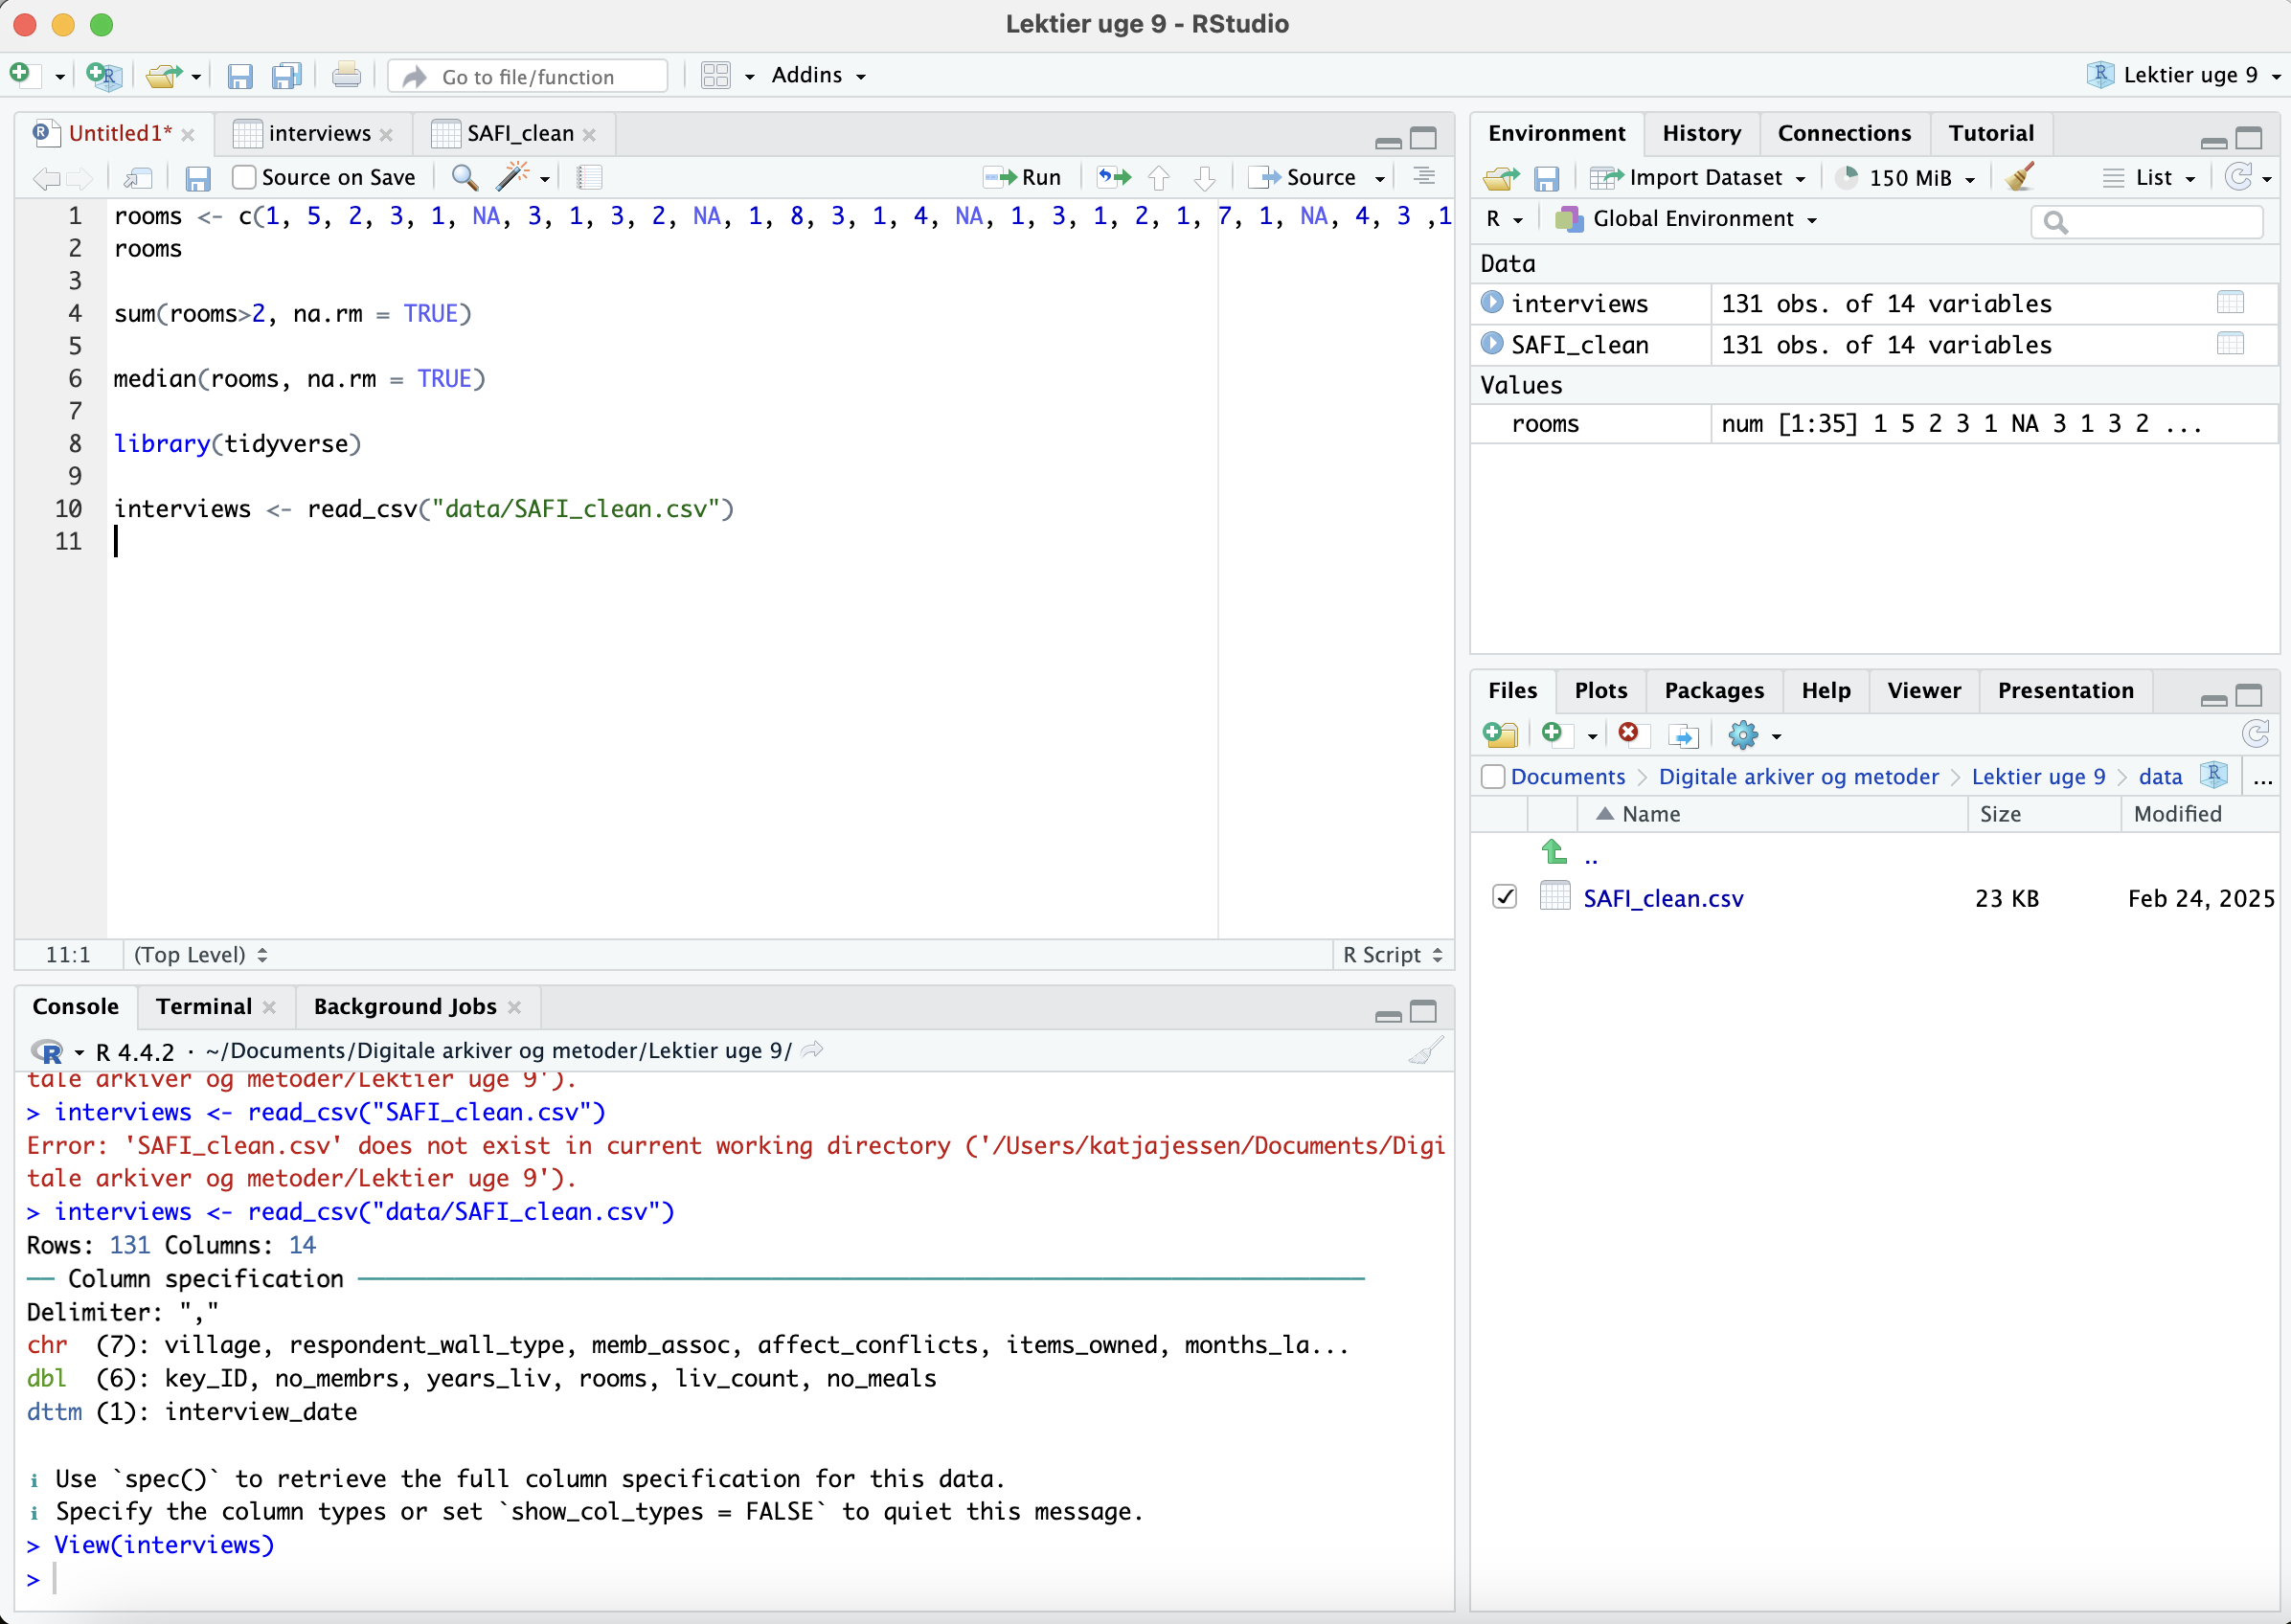 Lektier uge 9 - RStudio
Go to file/function
Addins
Lektier uge 9
Untitled1*
interviews
SAFI_clean
Source on Save
Run
Source
1 rooms <- c(1, 5, 2, 3, 1, NA, 3, 1, 3, 2, NA, 1, 8, 3, 1, 4, NA, 1, 3, 1, 2, 1, 7, 1, NA, 4, 3 ,1
2 rooms
3
4 sum(rooms>2, na.rm = TRUE)
5
6 median(rooms, na.rm = TRUE)
7
8 library(tidyverse)
9
10 interviews <- read_csv("data/SAFI_clean.csv")
11
11:1 (Top Level) R Script
Console Terminal Background Jobs
R 4.4.2 · ~/Documents/Digitale arkiver og metoder/Lektier uge 9/
tale arkiver og metoder/Lektier uge 9').
> interviews <- read_csv("SAFI_clean.csv")
Error: 'SAFI_clean.csv' does not exist in current working directory ('/Users/katjajessen/Documents/Digi
tale arkiver og metoder/Lektier uge 9').
> interviews <- read_csv("data/SAFI_clean.csv")
Rows: 131 Columns: 14
── Column specification ──────────────────────────────
Delimiter: ","
chr (7): village, respondent_wall_type, memb_assoc, affect_conflicts, items_owned, months_la...
dbl (6): key_ID, no_membrs, years_liv, rooms, liv_count, no_meals
dttm (1): interview_date
ℹ Use `spec()` to retrieve the full column specification for this data.
ℹ Specify the column types or set `show_col_types = FALSE` to quiet this message.
> View(interviews)
>
Environment History Connections Tutorial
Import Dataset 150 MiB List
R Global Environment
Data
interviews 131 obs. of 14 variables
SAFI_clean 131 obs. of 14 variables
Values
rooms num [1:35] 1 5 2 3 1 NA 3 1 3 2 ...
Files Plots Packages Help Viewer Presentation
Documents Digitale arkiver og metoder Lektier uge 9 data ...
Name Size Modified
..
SAFI_clean.csv 23 KB Feb 24, 2025